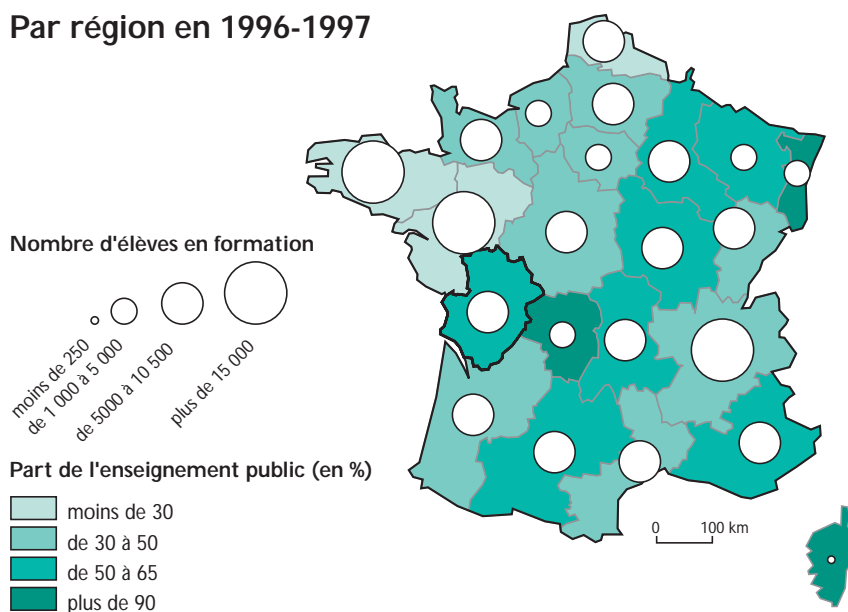 Par région en 1996-1997
Nombre d'élèves en formation
moins de 250
de 1 000 à 5 000
de 5000 à 10 500
plus de 15 000
Part de l'enseignement public (en %)
moins de 30
de 30 à 50
de 50 à 65
plus de 90
0 100 km